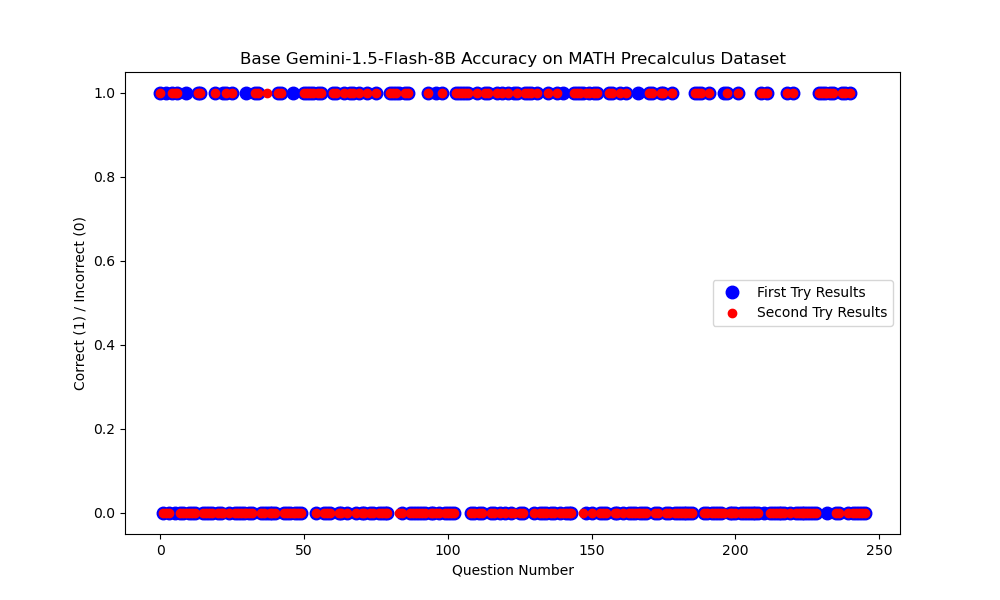 Base Gemini-1.5-Flash-8B Accuracy on MATH Precalculus Dataset
Correct (1) / Incorrect (0)
1.0
0.8
0.6
0.4
0.2
0.0
First Try Results
Second Try Results
0 50 100 150 200 250
Question Number